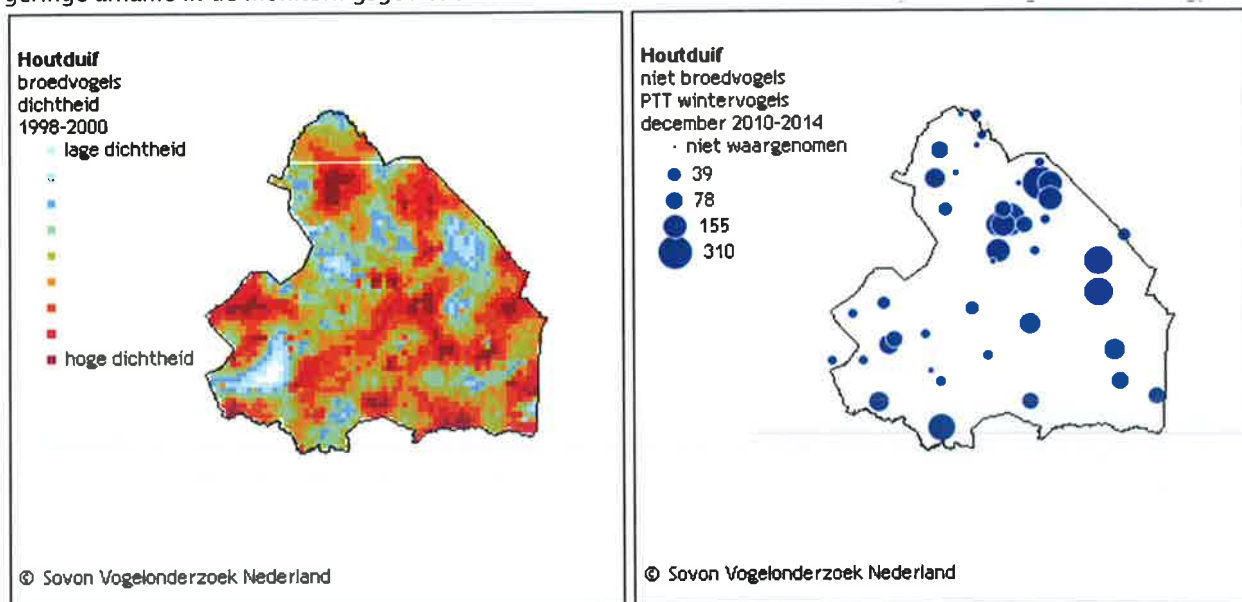 Houtduif
broedvogels
dichtheid
1998-2000
lage dichtheid
hoge dichtheid
© Sovon Vogelonderzoek Nederland
Houtduif
niet broedvogels
PTT wintervogels
december 2010-2014
niet waargenomen
39
78
155
310
© Sovon Vogelonderzoek Nederland